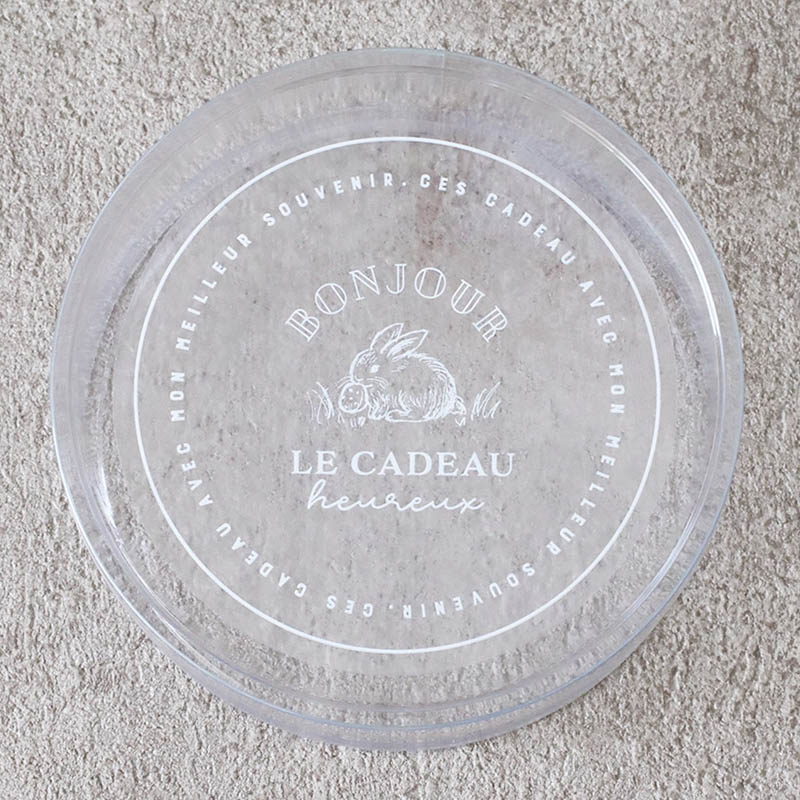 BONJOUR
LE CADEAU
heureux
CES CADEAU AVEC MON MEILLEUR SOUVENIR. CES CADEAU AVEC MON MEILLEUR SOUVENIR.